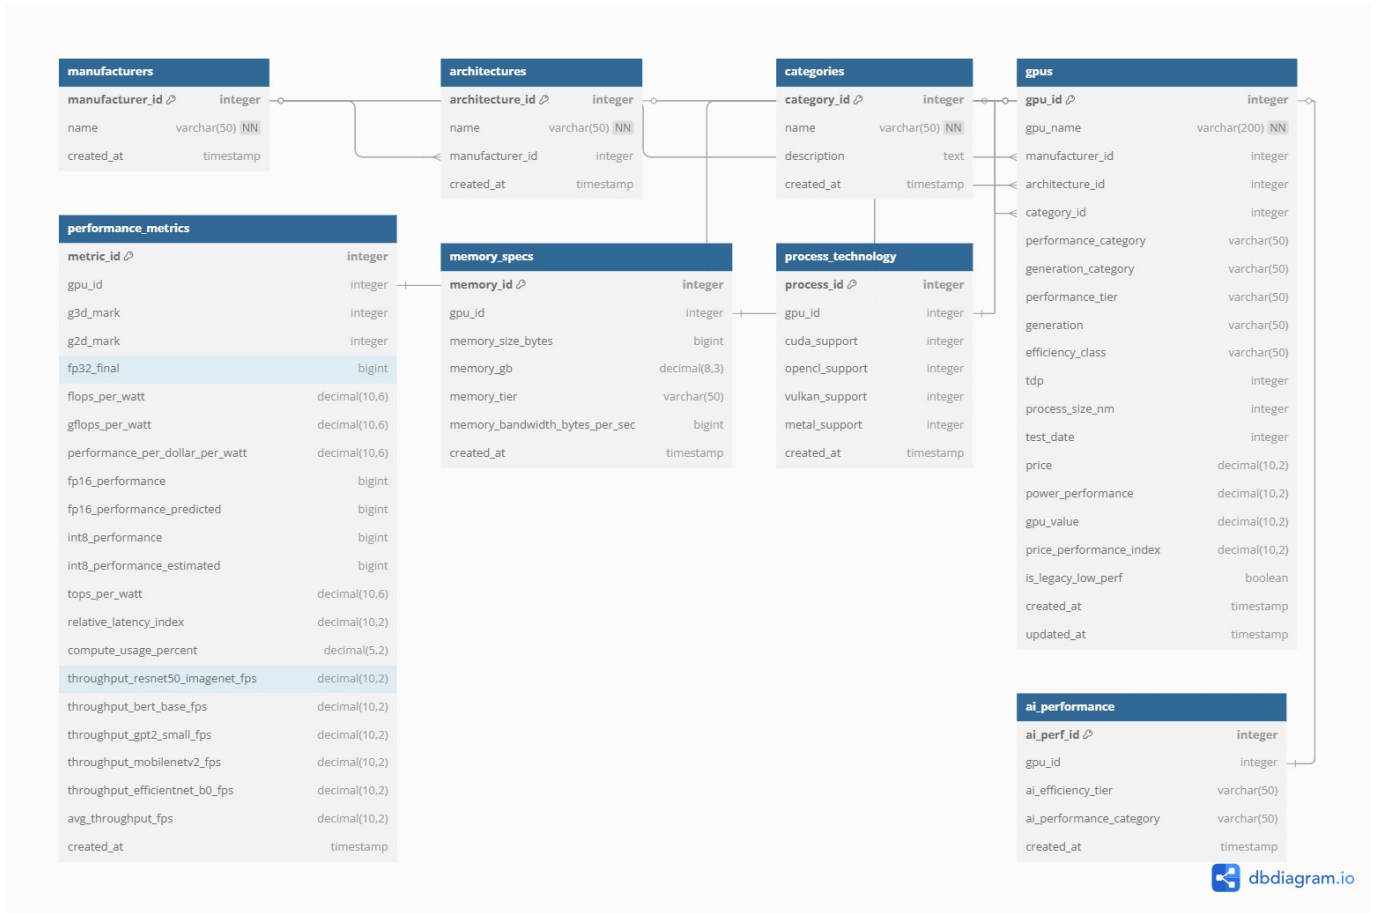 manufacturers
manufacturer_id integer
name varchar(50) NN
created_at timestamp
architectures
architecture_id integer
name varchar(50) NN
manufacturer_id integer
created_at timestamp
categories
category_id integer
name varchar(50) NN
description text
created_at timestamp
gpus
gpu_id integer
gpu_name varchar(200) NN
manufacturer_id integer
architecture_id integer
category_id integer
performance_category varchar(50)
generation_category varchar(50)
performance_tier varchar(50)
generation varchar(50)
efficiency_class varchar(50)
tdp integer
process_size_nm integer
test_date integer
price decimal(10,2)
power_performance decimal(10,2)
gpu_value decimal(10,2)
price_performance_index decimal(10,2)
is_legacy_low_perf boolean
created_at timestamp
updated_at timestamp
performance_metrics
metric_id integer
gpu_id integer
g3d_mark integer
g2d_mark integer
fp32_final bigint
flops_per_watt decimal(10,6)
gflops_per_watt decimal(10,6)
performance_per_dollar_per_watt decimal(10,6)
fp16_performance bigint
fp16_performance_predicted bigint
int8_performance bigint
int8_performance_estimated bigint
tops_per_watt decimal(10,6)
relative_latency_index decimal(10,2)
compute_usage_percent decimal(5,2)
throughput_resnet50_imagenet_fps decimal(10,2)
throughput_bert_base_fps decimal(10,2)
throughput_gpt2_small_fps decimal(10,2)
throughput_mobilenetv2_fps decimal(10,2)
throughput_efficientnet_b0_fps decimal(10,2)
avg_throughput_fps decimal(10,2)
created_at timestamp
memory_specs
memory_id integer
gpu_id integer
memory_size_bytes bigint
memory_gb decimal(8,3)
memory_tier varchar(50)
memory_bandwidth_bytes_per_sec bigint
created_at timestamp
process_technology
process_id integer
gpu_id integer
cuda_support integer
opencl_support integer
vulkan_support integer
metal_support integer
created_at timestamp
ai_performance
ai_perf_id integer
gpu_id integer
ai_efficiency_tier varchar(50)
ai_performance_category varchar(50)
created_at timestamp
dbdiagram.io